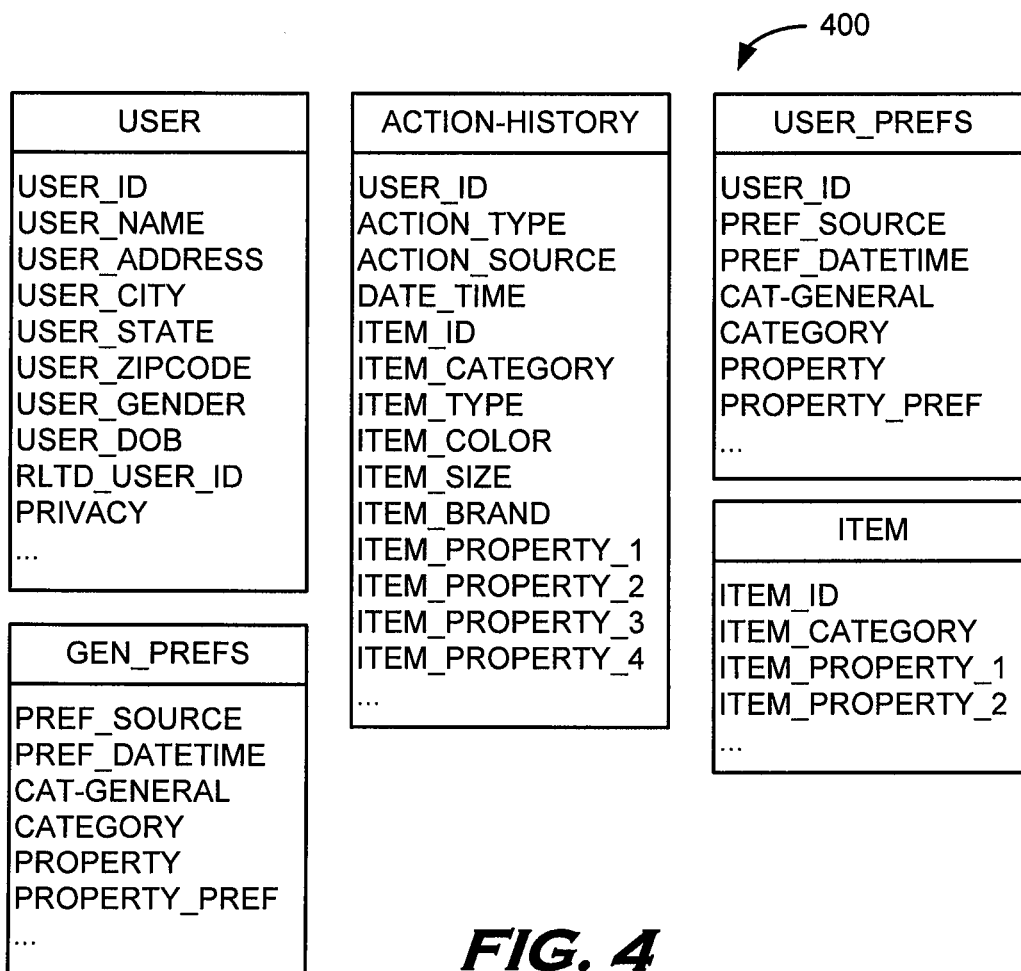 400
USER
USER_ID
USER_NAME
USER_ADDRESS
USER_CITY
USER_STATE
USER_ZIPCODE
USER_GENDER
USER_DOB
RLTD_USER_ID
PRIVACY
...
GEN_PREFS
PREF_SOURCE
PREF_DATETIME
CAT-GENERAL
CATEGORY
PROPERTY
PROPERTY_PREF
...
ACTION-HISTORY
USER_ID
ACTION_TYPE
ACTION_SOURCE
DATE_TIME
ITEM_ID
ITEM_CATEGORY
ITEM_TYPE
ITEM_COLOR
ITEM_SIZE
ITEM_BRAND
ITEM_PROPERTY_1
ITEM_PROPERTY_2
ITEM_PROPERTY_3
ITEM_PROPERTY_4
...
USER_PREFS
USER_ID
PREF_SOURCE
PREF_DATETIME
CAT-GENERAL
CATEGORY
PROPERTY
PROPERTY_PREF
...
ITEM
ITEM_ID
ITEM_CATEGORY
ITEM_PROPERTY_1
ITEM_PROPERTY_2
...
FIG. 4